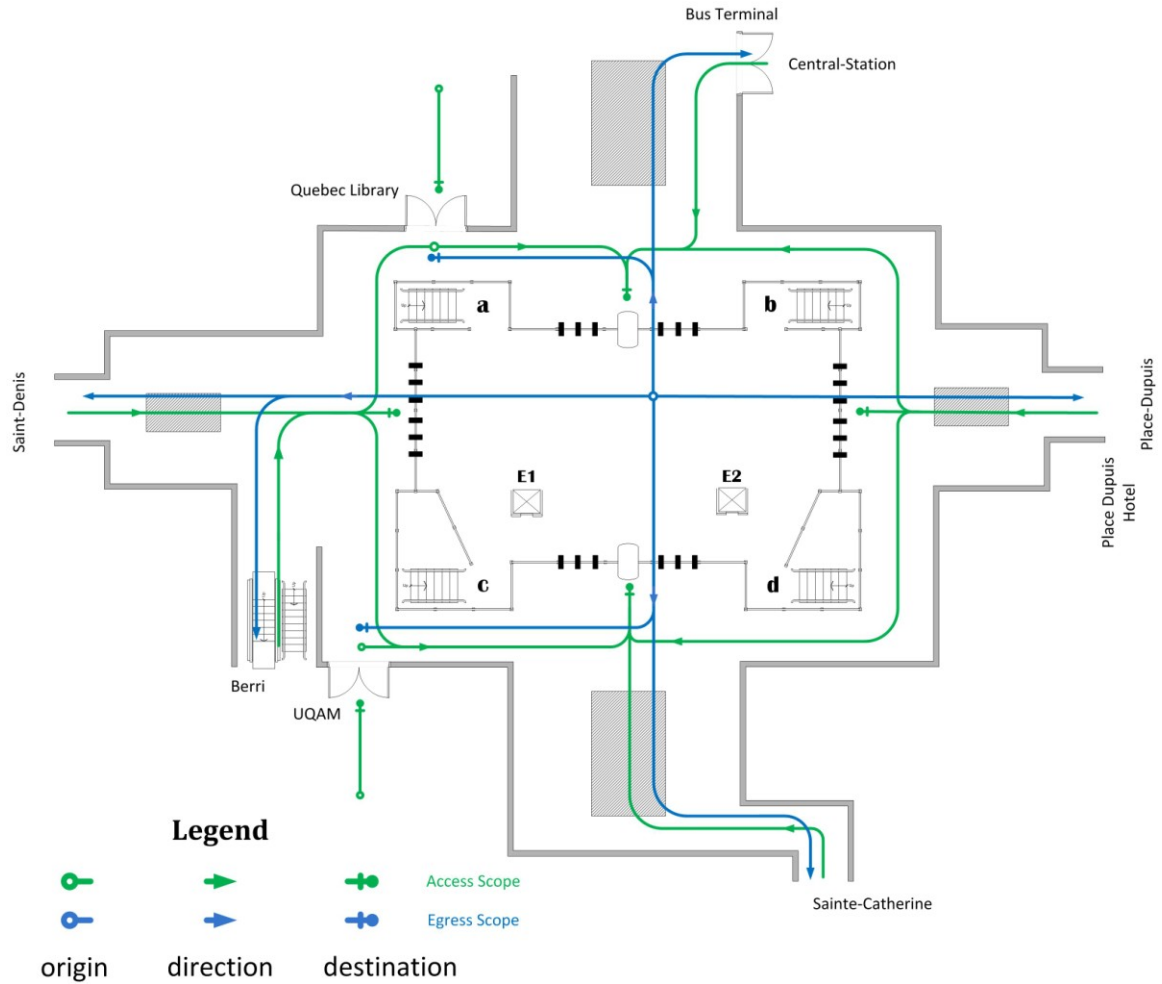 Bus Terminal
Central-Station
Quebec Library
a
b
Saint-Denis
Place-Dupuis
Place Dupuis
Hotel
E1
E2
c
d
Berri
UQAM
Legend
Access Scope
Egress Scope
origin
direction
destination
Sainte-Catherine